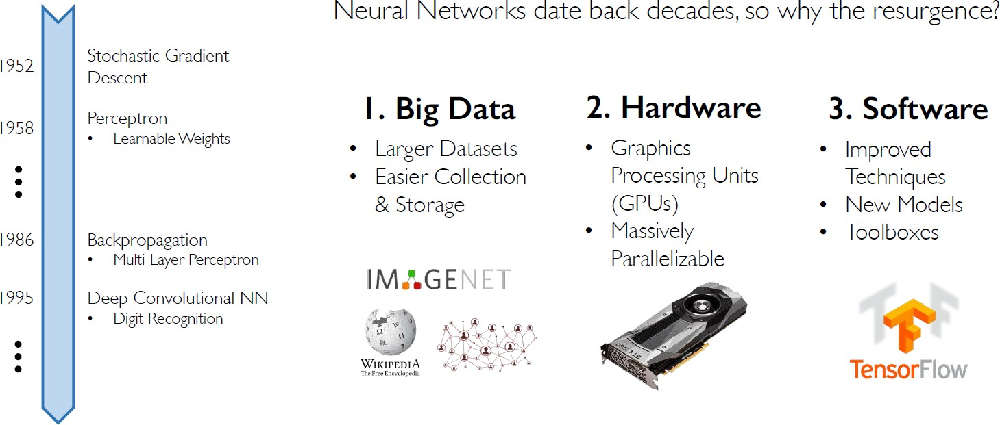 Neural Networks date back decades, so why the resurgence?
1952
Stochastic Gradient
Descent
1958
Perceptron
• Learnable Weights
1986
Backpropagation
• Multi-Layer Perceptron
1995
Deep Convolutional NN
• Digit Recognition
1. Big Data
• Larger Datasets
• Easier Collection
& Storage
IMAGENET
WIKIPEDIA
The Free Encyclopedia
2. Hardware
• Graphics
Processing Units
(GPUs)
• Massively
Parallelizable
GTX 1080
3. Software
• Improved
Techniques
• New Models
• Toolboxes
TensorFlow